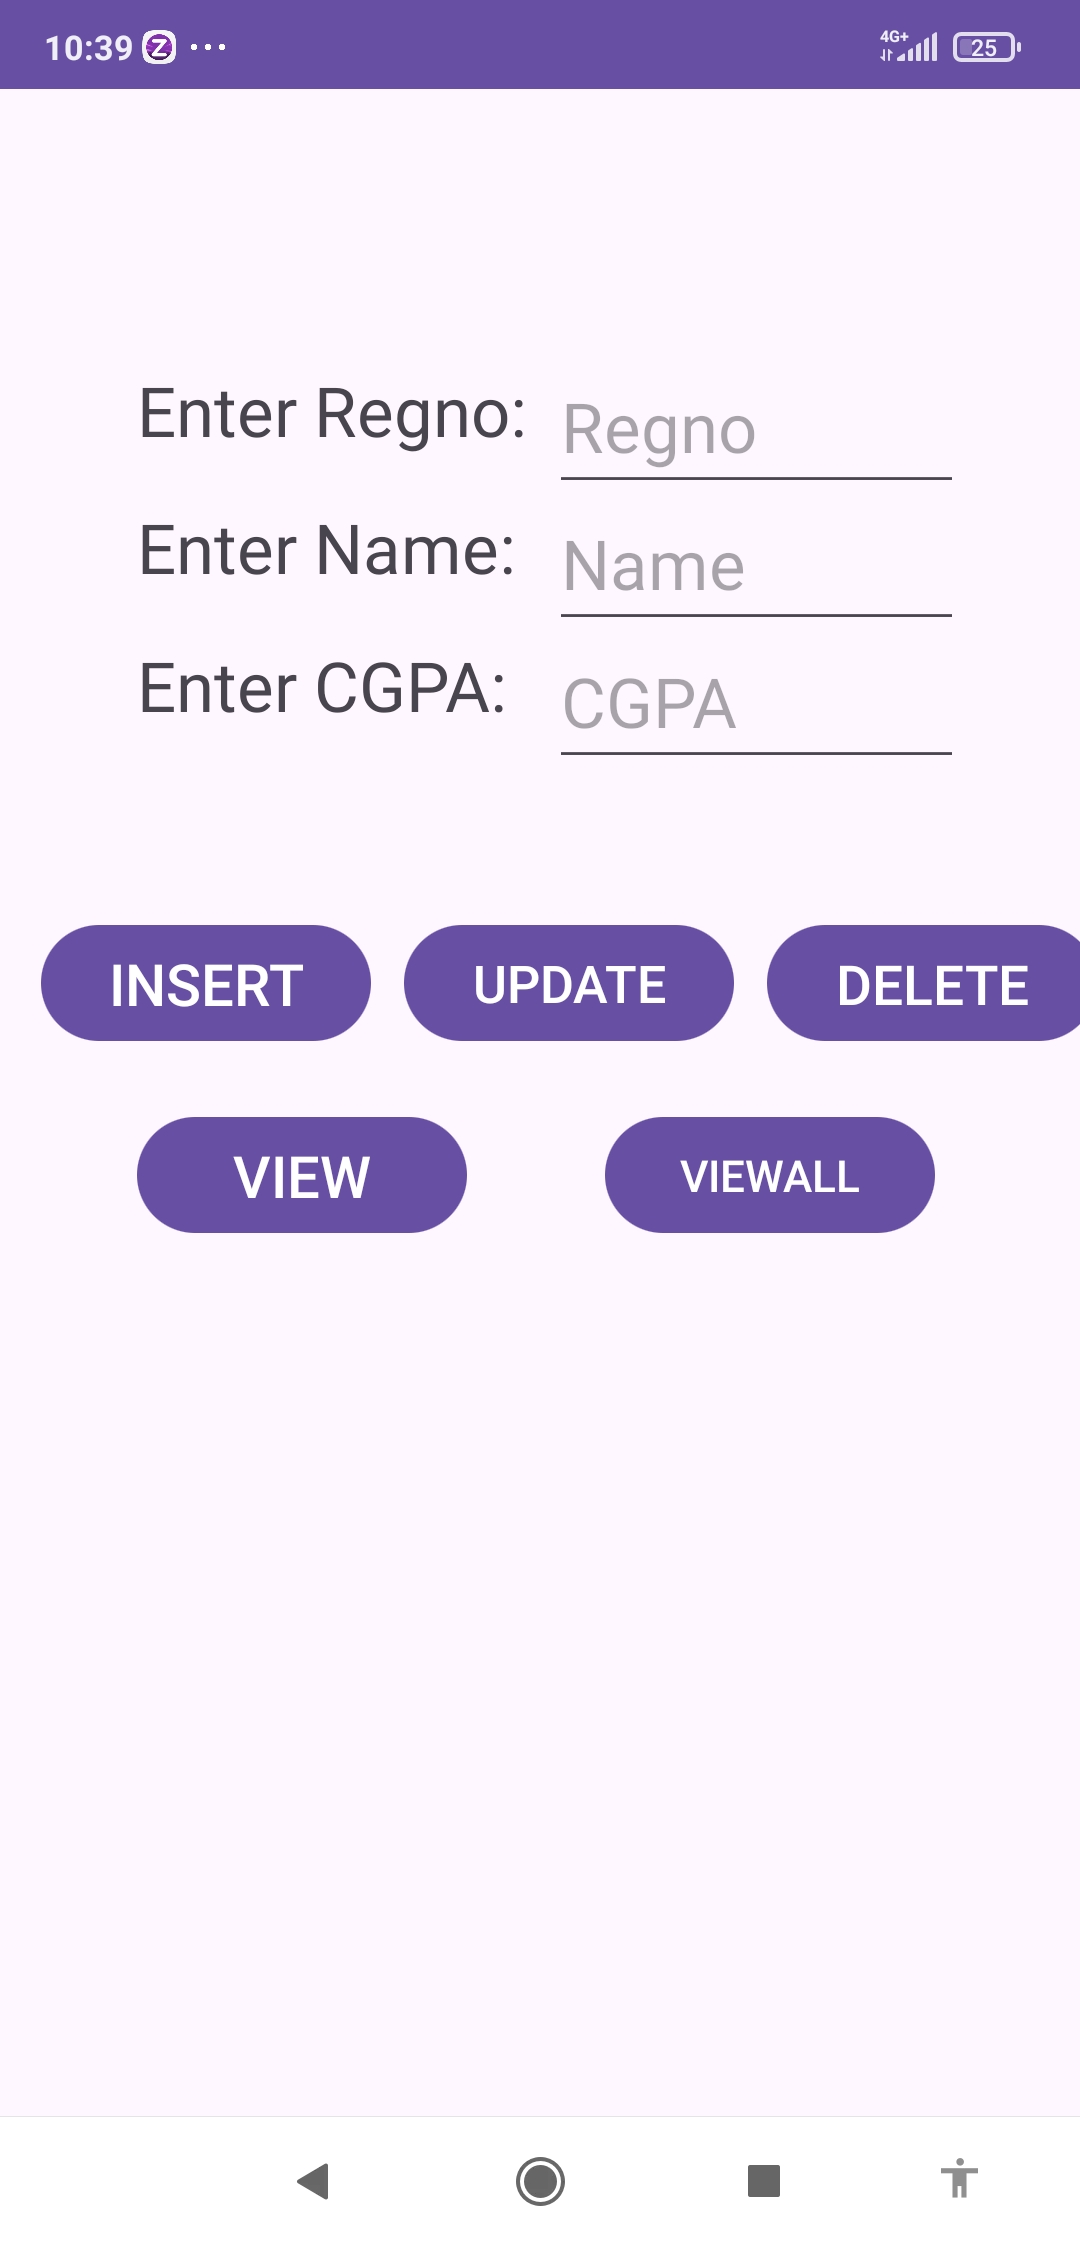 10:39 Z ... 4G+ 25
Enter Regno: Regno
Enter Name: Name
Enter CGPA: CGPA
INSERT UPDATE DELETE
VIEW VIEWALL